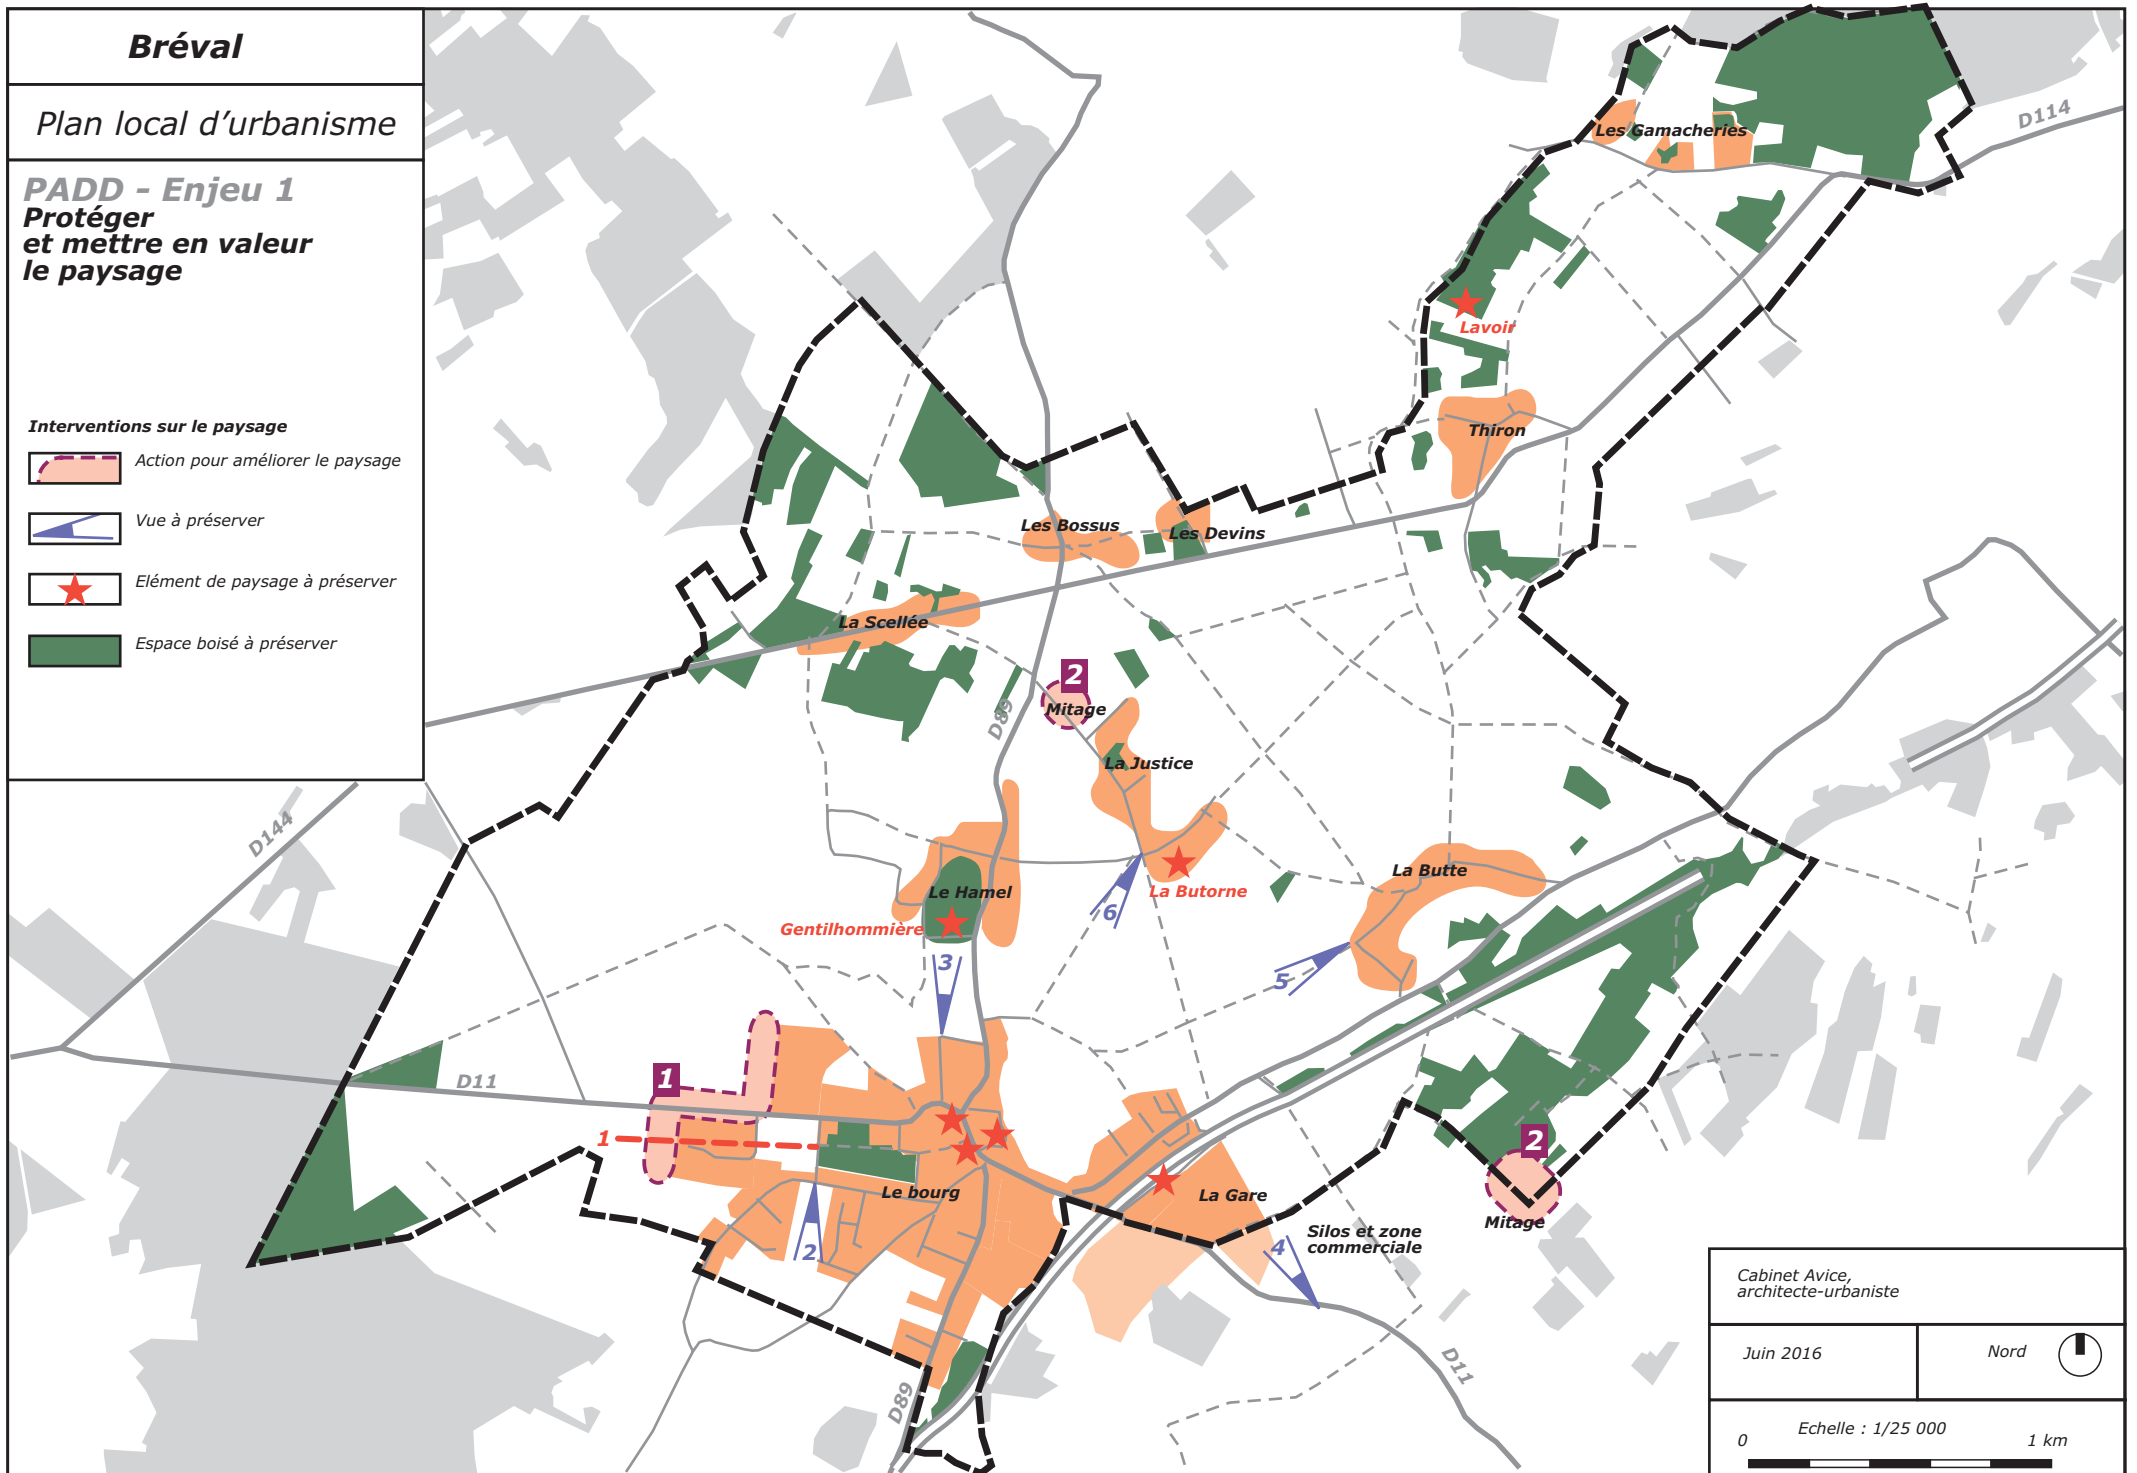 Bréval
Plan local d’urbanisme
PADD - Enjeu 1
Protéger
et mettre en valeur
le paysage
Interventions sur le paysage
Action pour améliorer le paysage
Vue à préserver
Elément de paysage à préserver
Espace boisé à préserver
D114
Les Gamacheries
Lavoir
Thiron
Les Bossus
Les Devins
La Scellée
2
Mitage
D89
La Justice
D144
La Butte
Le Hamel
La Butorne
6
Gentilhommière
3
5
D11
1
1
2
Mitage
Le bourg
La Gare
2
4
Silos et zone
commerciale
D11
D89
Cabinet Avice,
architecte-urbaniste
Juin 2016
Nord
Echelle : 1/25 000
0
1 km